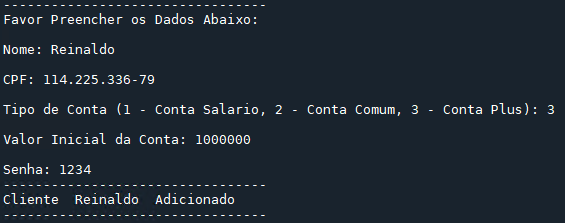 ---------------------------------
Favor Preencher os Dados Abaixo:
Nome: Reinaldo
CPF: 114.225.336-79
Tipo de Conta (1 - Conta Salario, 2 - Conta Comum, 3 - Conta Plus): 3
Valor Inicial da Conta: 1000000
Senha: 1234
---------------------------------
Cliente  Reinaldo  Adicionado
---------------------------------